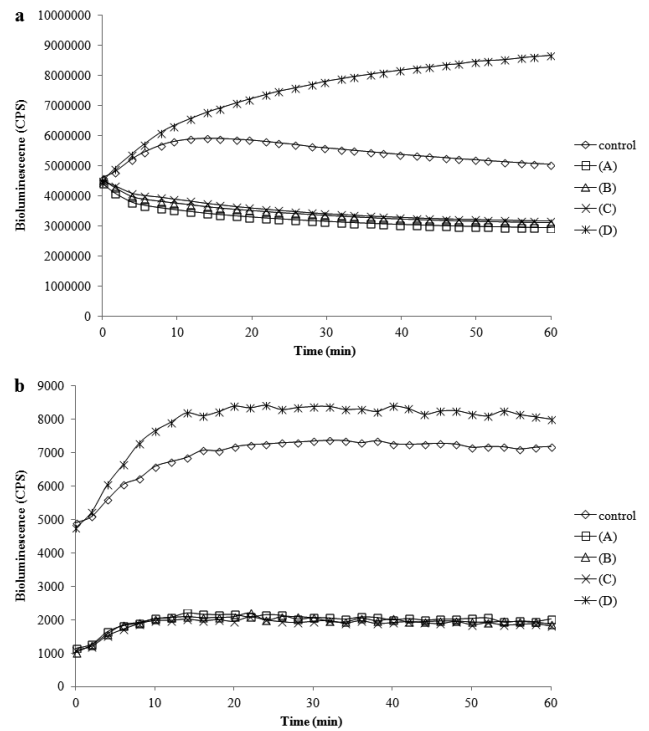 a
10000000
9000000
8000000
7000000
6000000
5000000
4000000
3000000
2000000
1000000
0
Bioluminesceene (CPS)
0 10 20 30 40 50 60
Time (min)
control
(A)
(B)
(C)
(D)
b
9000
8000
7000
6000
5000
4000
3000
2000
1000
0
Bioluminescence (CPS)
0 10 20 30 40 50 60
Time (min)
control
(A)
(B)
(C)
(D)